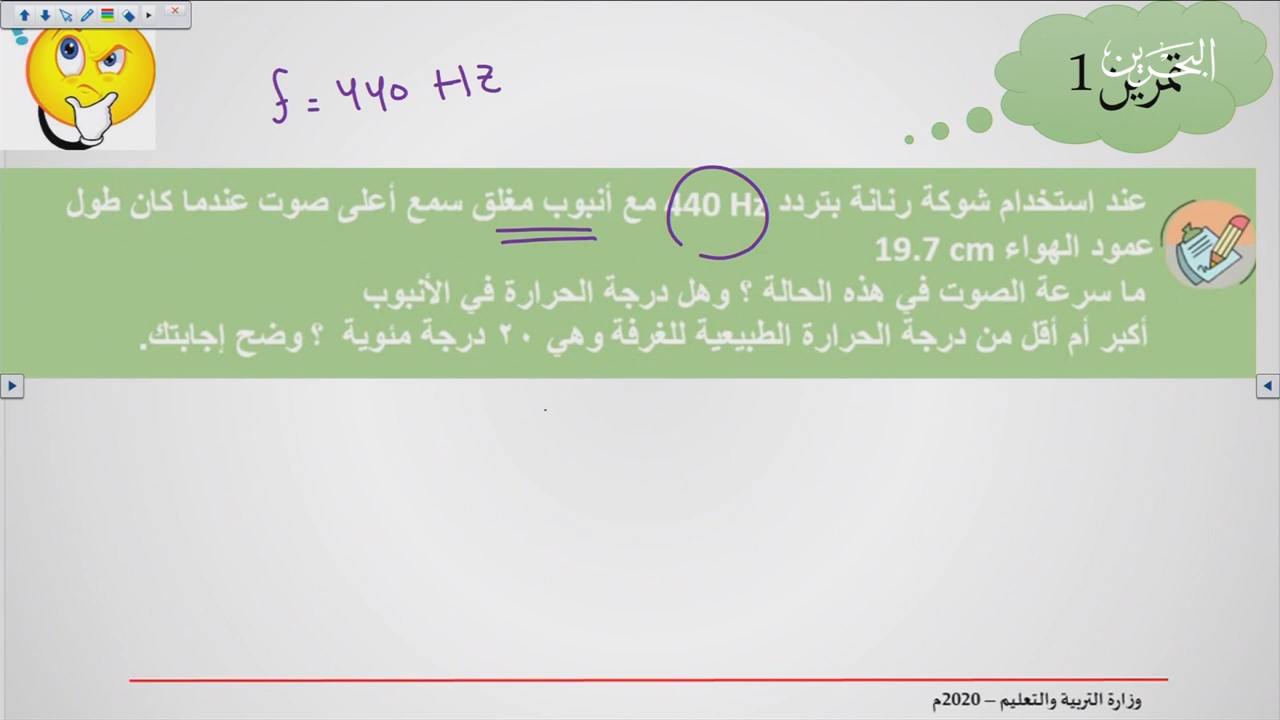 البحرين
تمرين 1
f = 440 Hz
عند استخدام شوكة رنانة بتردد 440 Hz مع أنبوب مغلق سمع أعلى صوت عندما كان طول
عمود الهواء 19.7 cm
ما سرعة الصوت في هذه الحالة ؟ وهل درجة الحرارة في الأنبوب
أكبر أم أقل من درجة الحرارة الطبيعية للغرفة وهي ٢٠ درجة مئوية ؟ وضح إجابتك.
وزارة التربية والتعليم – 2020م